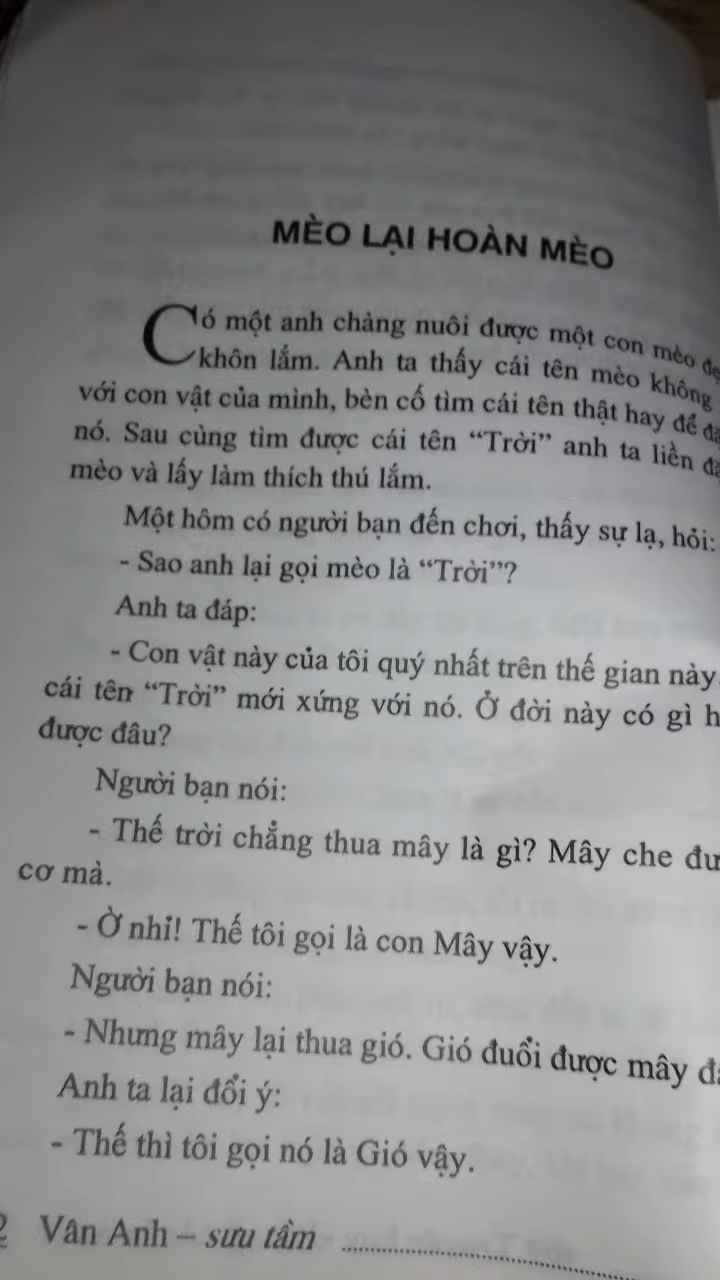 MÈO LẠI HOÀN MÈO
Có một anh chàng nuôi được một con mèo
khôn lắm. Anh ta thấy cái tên mèo không
với con vật của mình, bèn cố tìm cái tên thật hay để
nó. Sau cùng tìm được cái tên “Trời” anh ta liền
mèo và lấy làm thích thú lắm.
Một hôm có người bạn đến chơi, thấy sự lạ, hỏi:
- Sao anh lại gọi mèo là “Trời”?
Anh ta đáp:
- Con vật này của tôi quý nhất trên thế gian này
cái tên “Trời” mới xứng với nó. Ở đời này có gì
được đâu?
Người bạn nói:
- Thế trời chẳng thua mây là gì? Mây che
cơ mà.
- Ờ nhỉ! Thế tôi gọi là con Mây vậy.
Người bạn nói:
- Nhưng mây lại thua gió. Gió đuổi được mây
Anh ta lại đổi ý:
- Thế thì tôi gọi nó là Gió vậy.
Vân Anh – sưu tầm